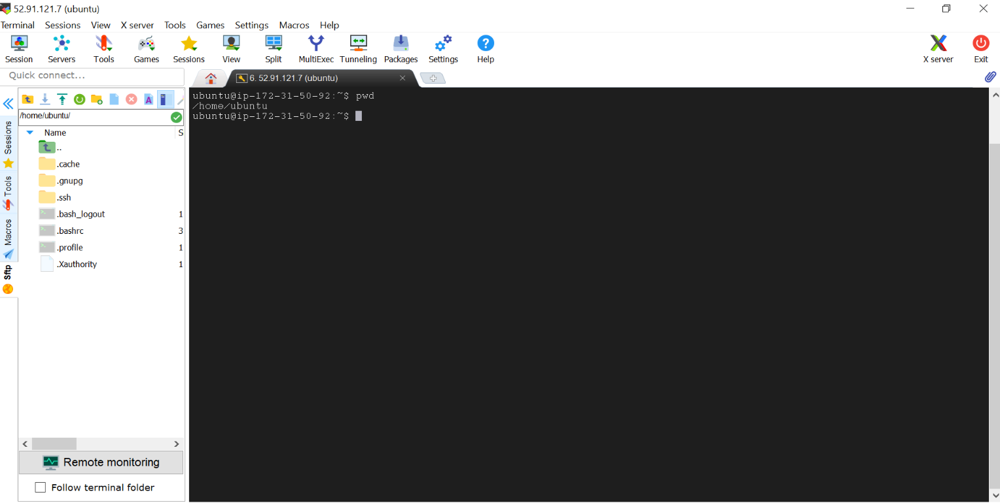 52.91.121.7 (ubuntu)
Terminal Sessions View X server Tools Games Settings Macros Help
Session Servers Tools Games Sessions View Split MultiExec Tunneling Packages Settings Help X server Exit
Quick connect...
6. 52.91.121.7 (ubuntu)
Sessions
Tools
Macros
Sftp
/home/ubuntu/
Name S
..
.cache
.gnupg
.ssh
.bash_logout 1
.bashrc 3
.profile 1
.Xauthority 1
Remote monitoring
Follow terminal folder
ubuntu@ip-172-31-50-92:~$ pwd
/home/ubuntu
ubuntu@ip-172-31-50-92:~$